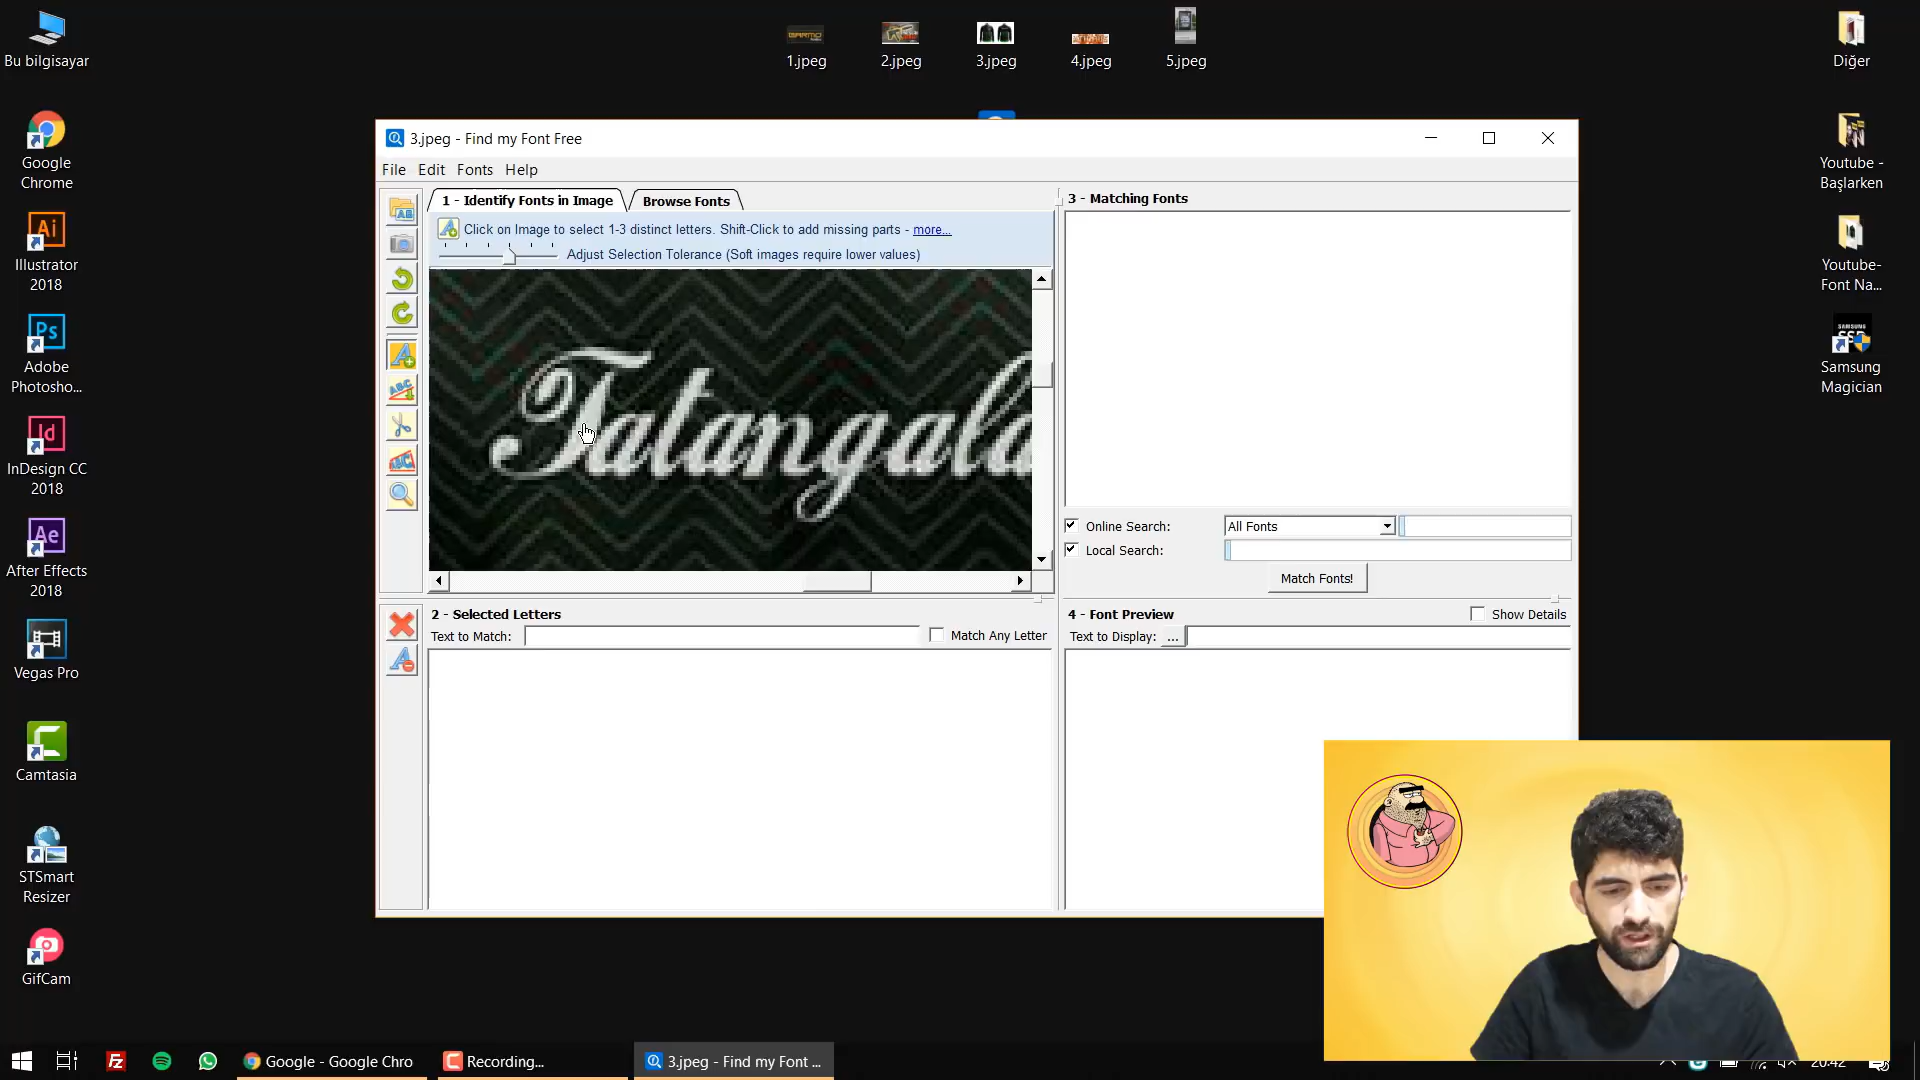 Bu bilgisayar
Google
Chrome
Illustrator
2018
Adobe
Photosho...
InDesign CC
2018
After Effects
2018
Vegas Pro
Camtasia
STSmart
Resizer
GifCam
1.jpeg
2.jpeg
3.jpeg
4.jpeg
5.jpeg
Diğer
Youtube -
Başlarken
Youtube-
Font Na...
SAMSUNG
SSD
Samsung
Magician
3.jpeg - Find my Font Free
File Edit Fonts Help
1 - Identify Fonts in Image
Browse Fonts
Click on Image to select 1-3 distinct letters. Shift-Click to add missing parts - more...
Adjust Selection Tolerance (Soft images require lower values)
Tatangala
3 - Matching Fonts
Online Search:
All Fonts
Local Search:
Match Fonts!
2 - Selected Letters
Text to Match:
Match Any Letter
4 - Font Preview
Show Details
Text to Display:
...
Google - Google Chro
Recording...
3.jpeg - Find my Font ...
20:42